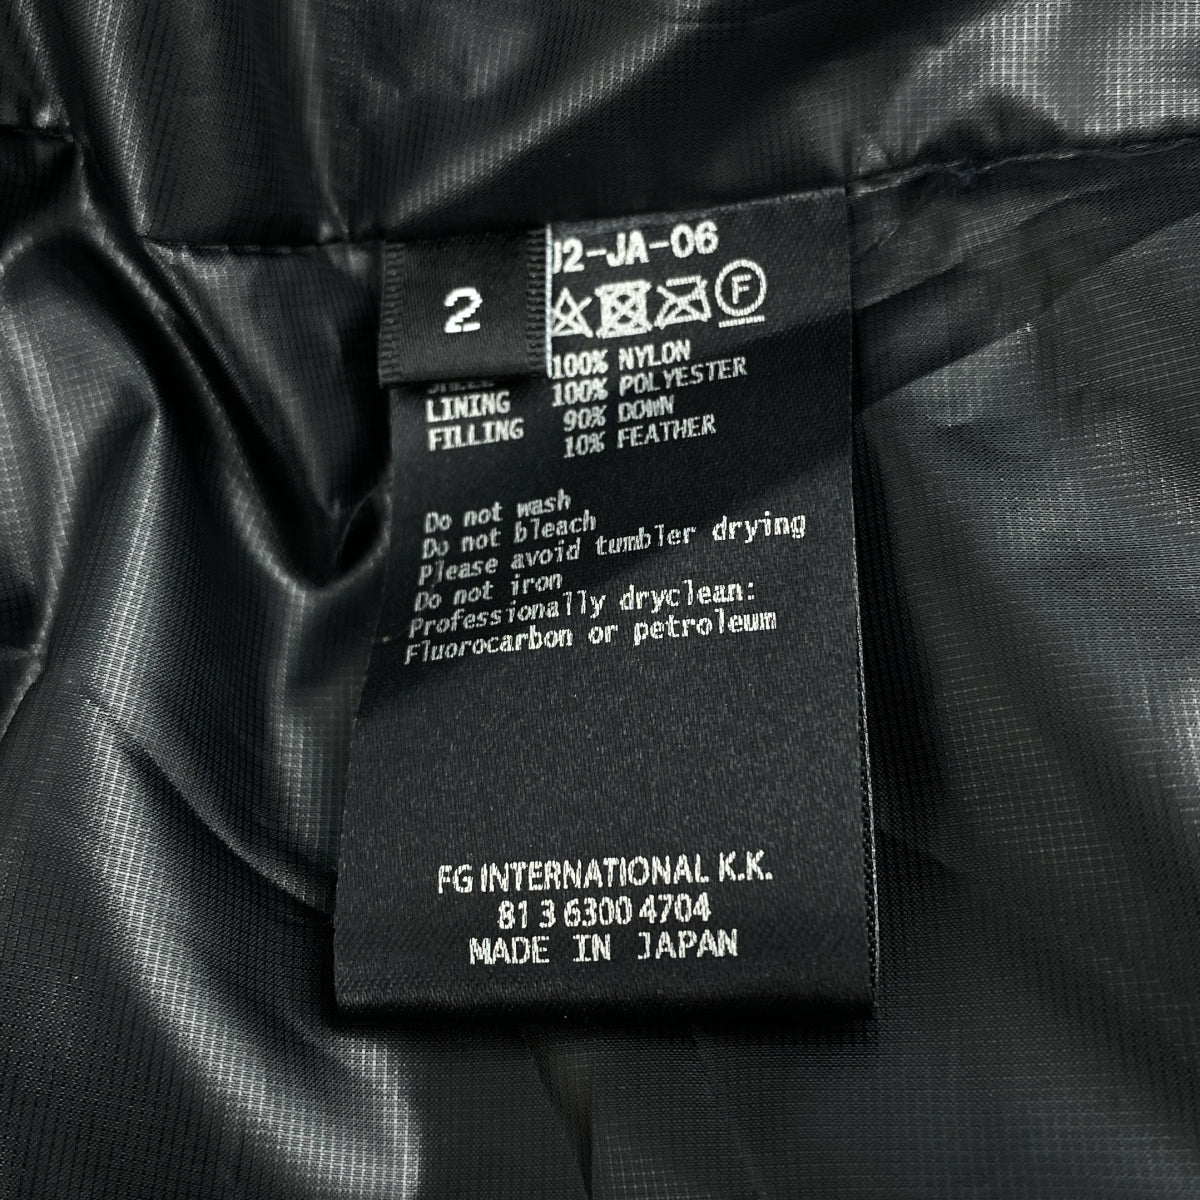 2
2-JA-06
F
100% NYLON
LINING 100% POLYESTER
FILLING 90% DOWN
10% FEATHER
Do not wash
Do not bleach
Please avoid tumbler drying
Do not iron
Professionally dryclean:
Fluorocarbon or petroleum
FG INTERNATIONAL K.K.
81 3 6300 4704
MADE IN JAPAN